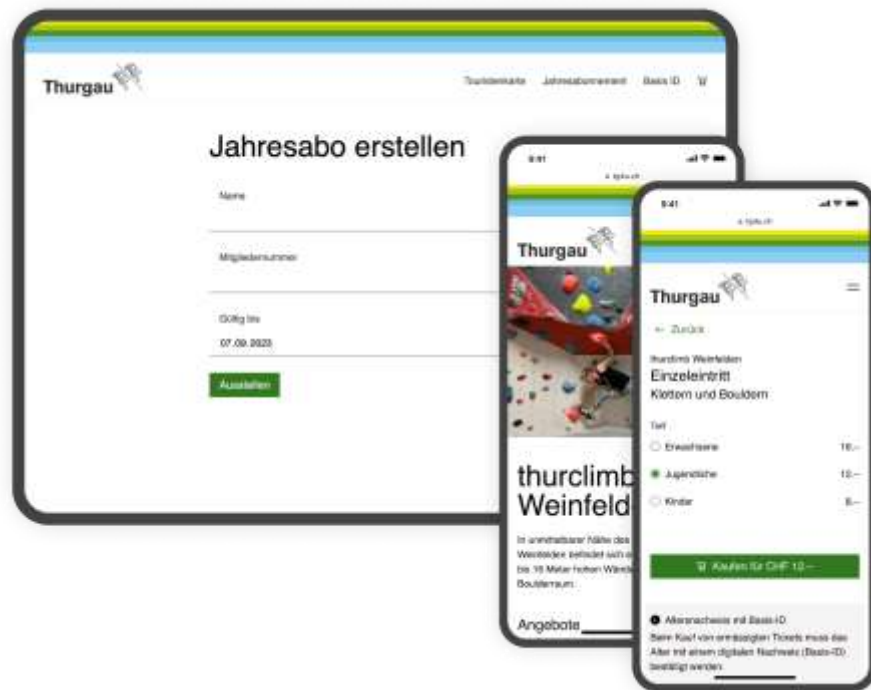 Thurgau
Touristenkarte Jahresabonnement Basis ID
Jahresabo erstellen
Name
Mitgliedernummer
Gültig bis
07.09.2023
Ausstellen
9:41
Thurgau
thurclimb
Weinfeld
In unmittelbarer Nähe des
Weinfelden befindet sich
bis 16 Meter hohen
Boulderraum.
Angebote
9:41
Thurgau
← Zurück
thurclimb Weinfelden
Einzeleintritt
Klettern und Bouldern
Tarif
Erwachsene 16.–
Jugendliche 12.–
Kinder
Kaufen für CHF 12.–
Altersnachweis mit Basis-ID
Beim Kauf von ermässigten Tickets muss das
Alter mit einem digitalen Nachweis (Basis-ID)
bestätigt werden.